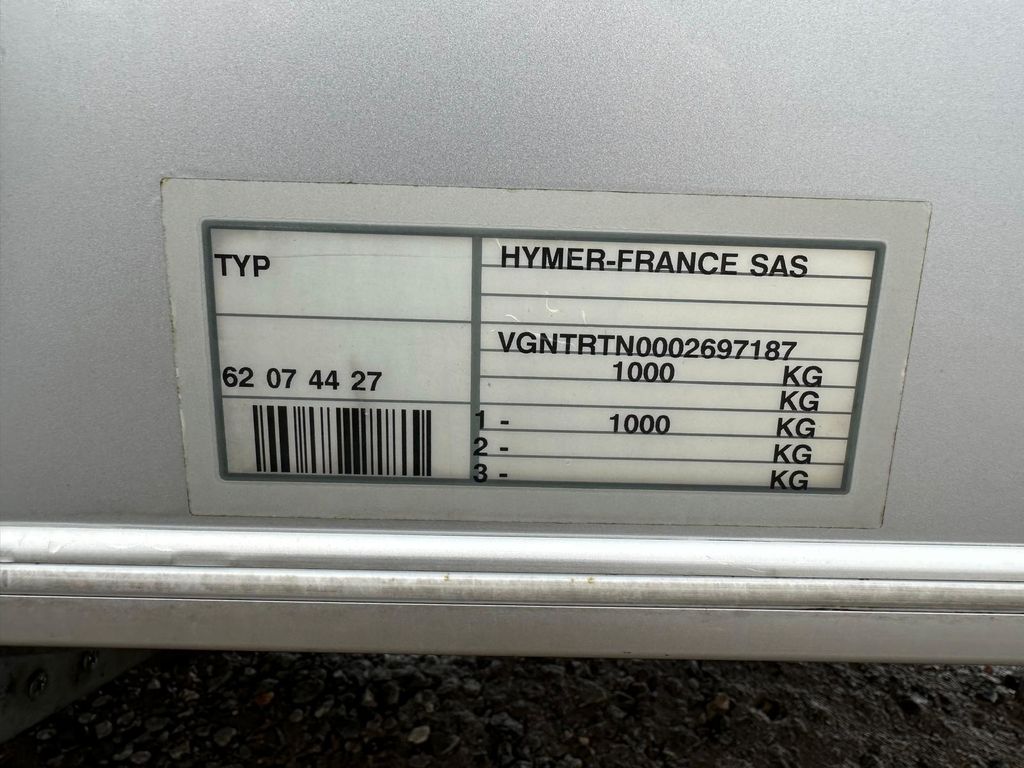 TYP
62 07 44 27
HYMER-FRANCE SAS
VGNTRTN0002697187
1000 KG
KG
1 - 1000 KG
2 - KG
3 - KG